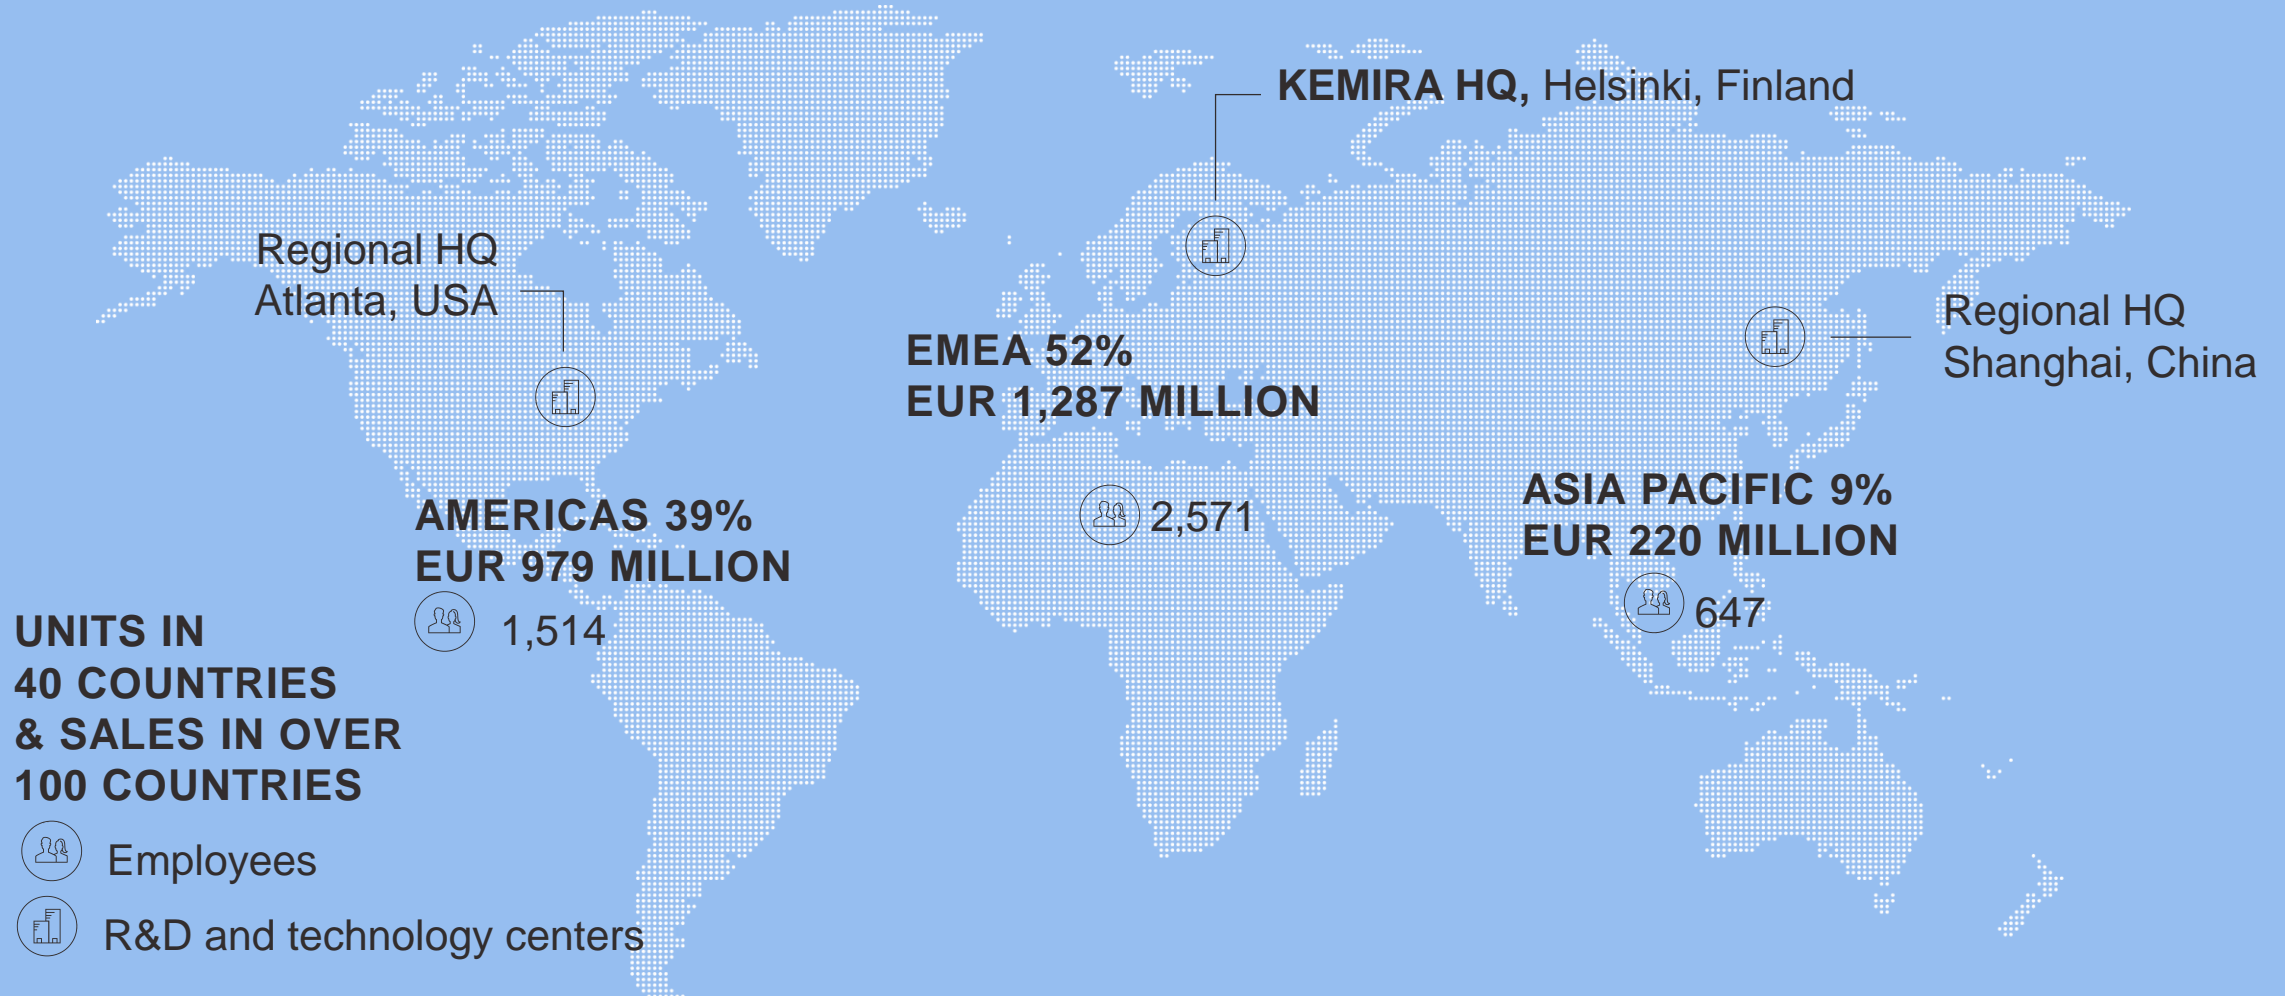 KEMIRA HQ, Helsinki, Finland
Regional HQ
Atlanta, USA
Regional HQ
Shanghai, China
EMEA 52%
EUR 1,287 MILLION
2,571
ASIA PACIFIC 9%
EUR 220 MILLION
647
AMERICAS 39%
EUR 979 MILLION
1,514
UNITS IN
40 COUNTRIES
& SALES IN OVER
100 COUNTRIES
Employees
R&D and technology centers